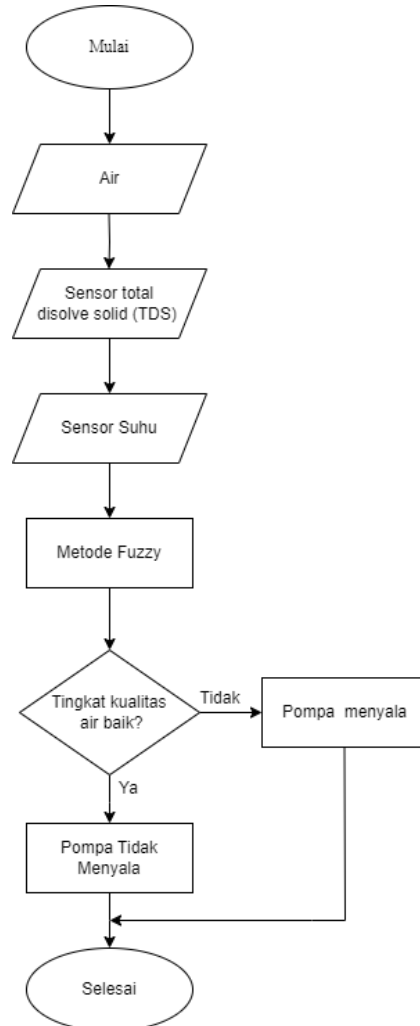 Mulai
Air
Sensor total
disolve solid (TDS)
Sensor Suhu
Metode Fuzzy
Tingkat kualitas
air baik?
Tidak
Pompa menyala
Ya
Pompa Tidak
Menyala
Selesai